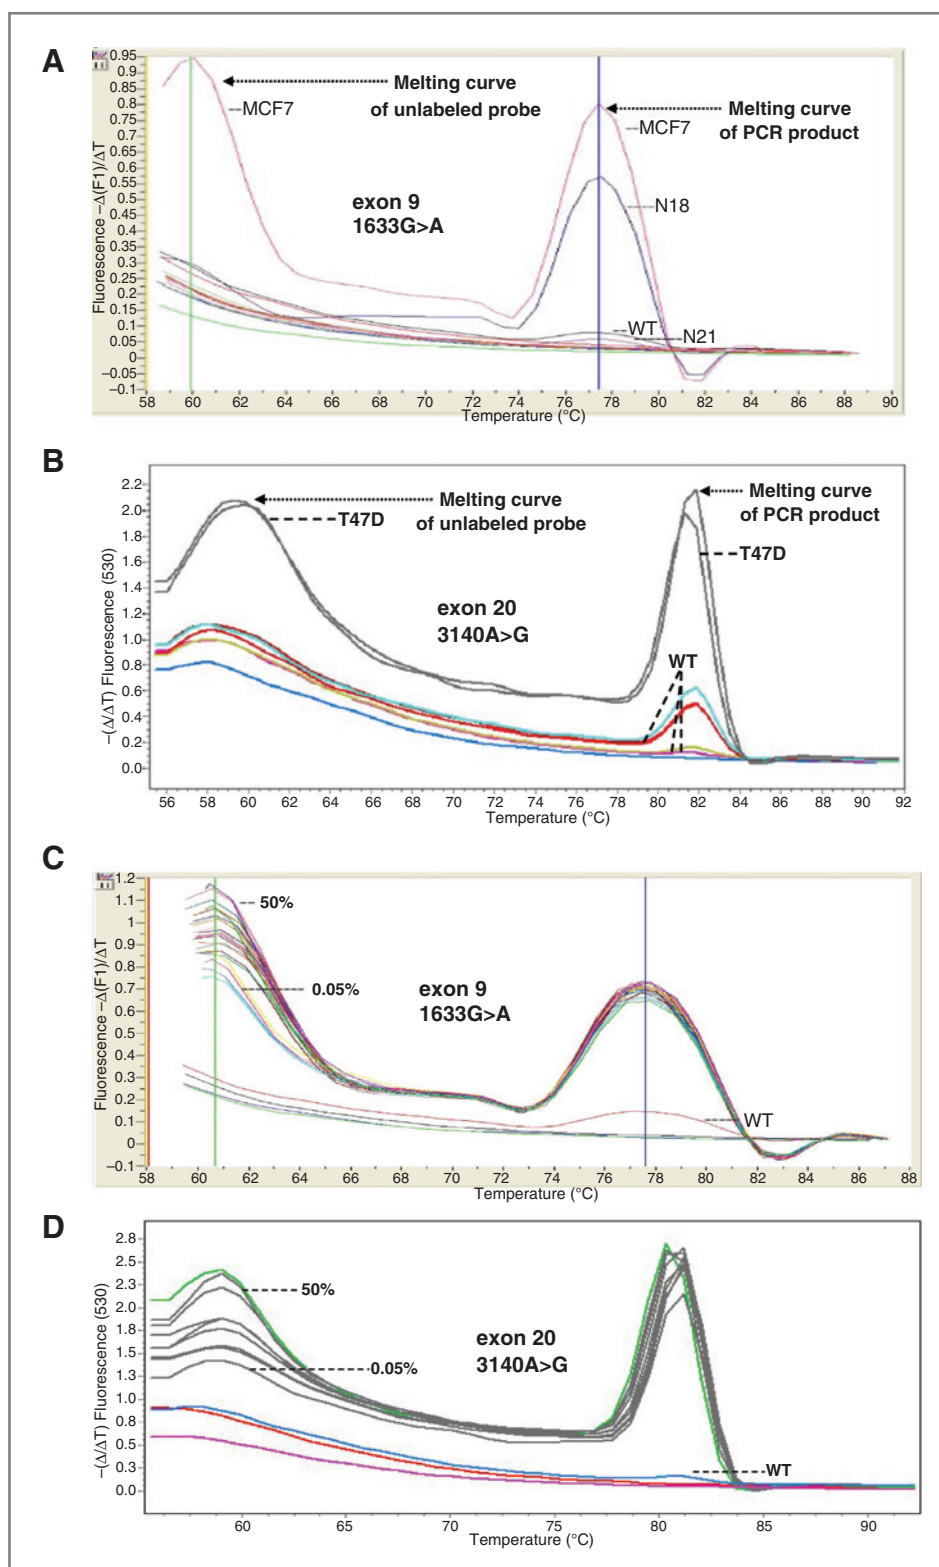 A
0.95
0.9
0.85
0.8
0.75
0.7
0.65
0.6
0.55
0.5
0.45
0.4
0.35
0.3
0.25
0.2
0.15
0.1
0.05
0
–0.05
–0.1
Fluorescence –Δ(F1)/ΔT
Melting curve
of unlabeled probe
MCF7
Melting curve
of PCR product
MCF7
exon 9
1633G>A
N18
WT
N21
58 60 62 64 66 68 70 72 74 76 78 80 82 84 86 88 90
Temperature (°C)
B
2.2
2.0
1.8
1.6
1.4
1.2
1.0
0.8
0.6
0.4
0.2
0.0
–(Δ/ΔT) Fluorescence (530)
Melting curve
of unlabeled probe
T47D
Melting curve
of PCR product
T47D
exon 20
3140A>G
WT
56 58 60 62 64 66 68 70 72 74 76 78 80 82 84 86 88 90 92
Temperature (°C)
C
1.2
1.1
1
0.9
0.8
0.7
0.6
0.5
0.4
0.3
0.2
0.1
0
–0.1
Fluorescence –Δ(F1)/ΔT
50%
0.05%
exon 9
1633G>A
WT
58 60 62 64 66 68 70 72 74 76 78 80 82 84 86 88
Temperature (°C)
D
2.8
2.5
2.3
2.0
1.8
1.5
1.3
1.0
0.8
0.5
0.3
0.0
–(Δ/ΔT) Fluorescence (530)
50%
0.05%
exon 20
3140A>G
WT
60 65 70 75 80 85 90
Temperature (°C)